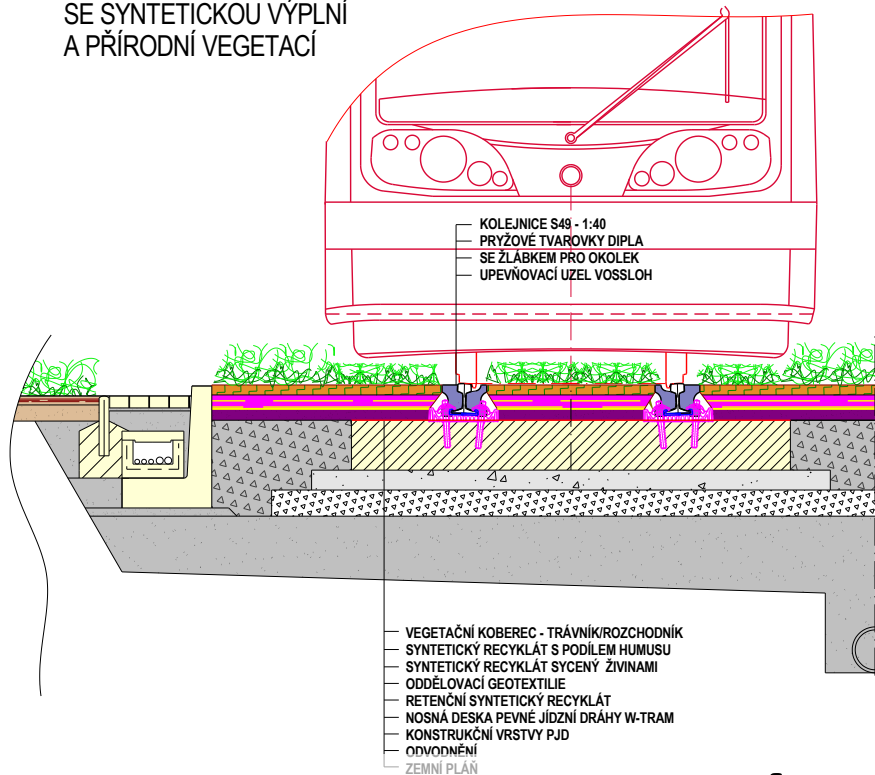 SE SYNTETICKOU VÝPLNÍ
A PŘÍRODNÍ VEGETACÍ
KOLEJNICE S49 - 1:40
PRYŽOVÉ TVAROVKY DIPLA
SE ŽLÁBKEM PRO OKOLEK
UPEVŇOVACÍ UZEL VOSSLOH
VEGETAČNÍ KOBEREC - TRÁVNÍK/ROZCHODNÍK
SYNTETICKÝ RECYKLÁT S PODÍLEM HUMUSU
SYNTETICKÝ RECYKLÁT SYCENÝ ŽIVINAMI
ODDĚLOVACÍ GEOTEXTILIE
RETENČNÍ SYNTETICKÝ RECYKLÁT
NOSNÁ DESKA PEVNÉ JÍZDNÍ DRÁHY W-TRAM
KONSTRUKČNÍ VRSTVY PJD
ODVODNĚNÍ
ZEMNÍ PLÁŇ